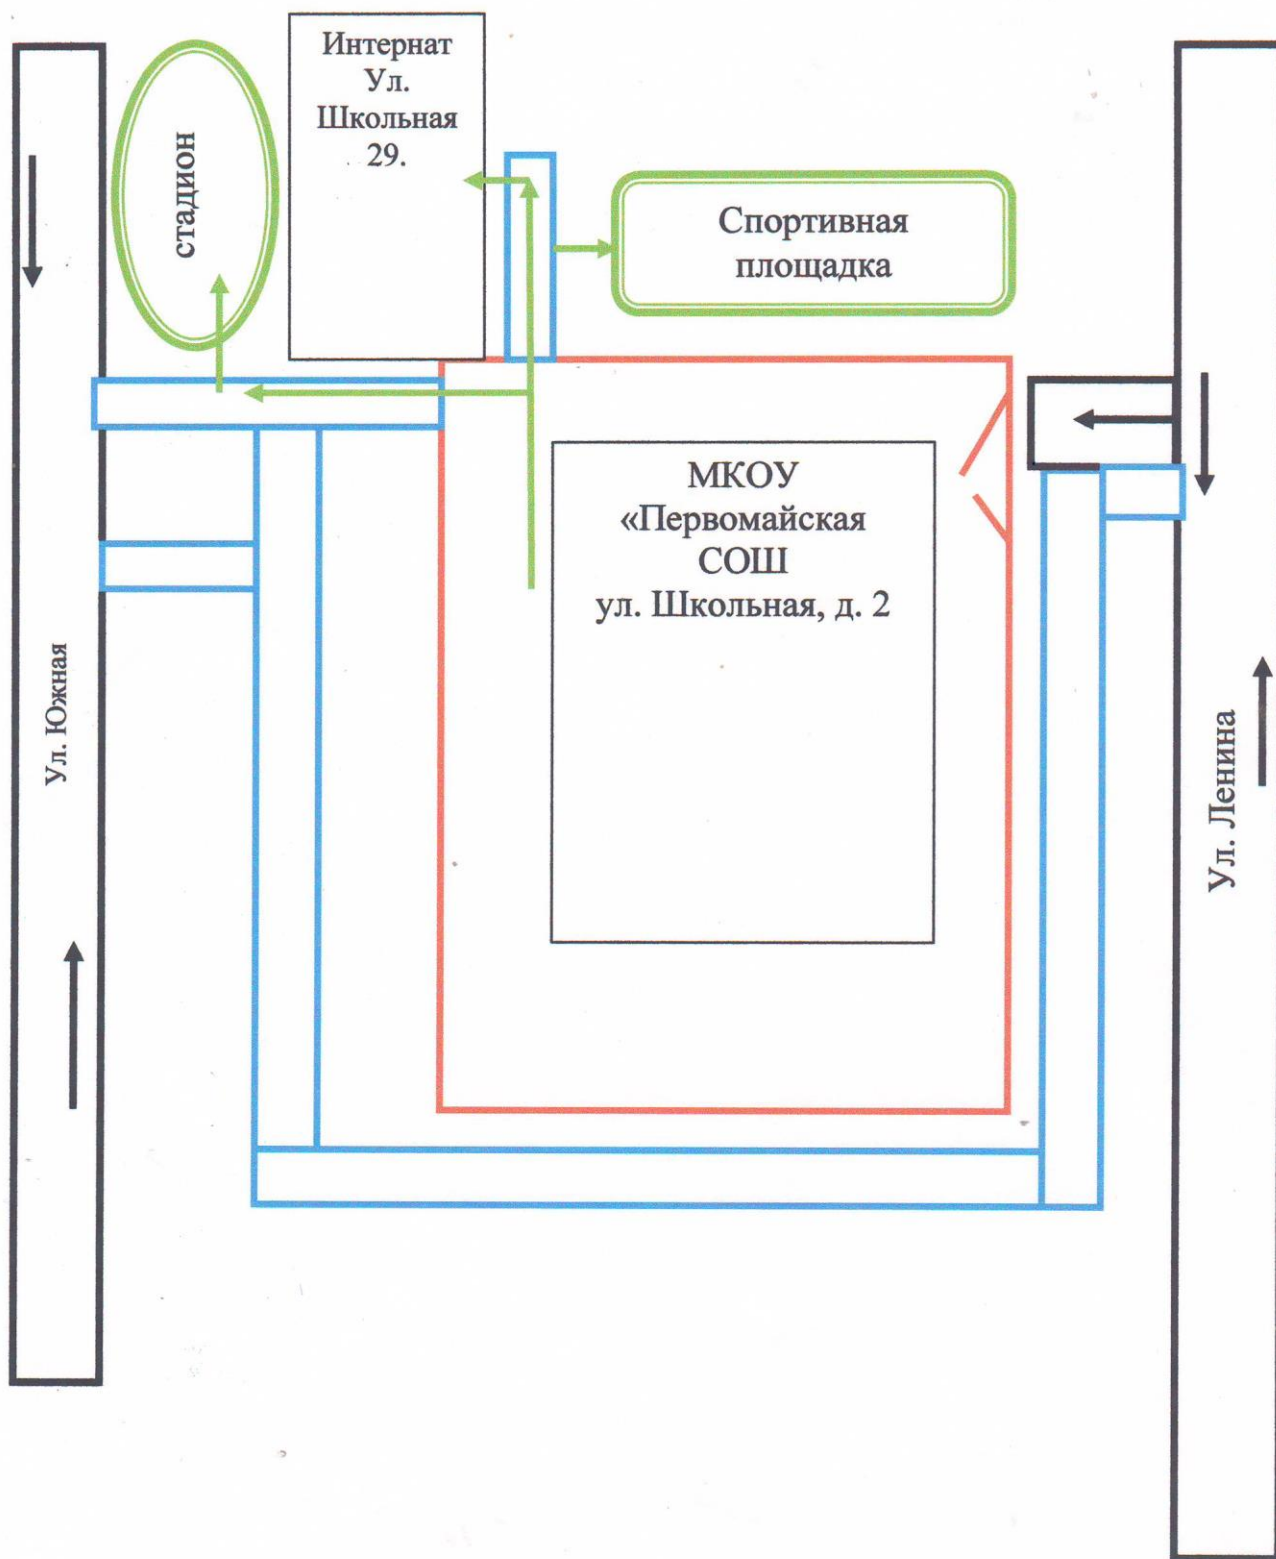 Интернат
Ул.
Школьная
29.
стадион
Спортивная
площадка
МКОУ
«Первомайская
СОШ
ул. Школьная, д. 2
Ул. Южная
Ул. Ленина